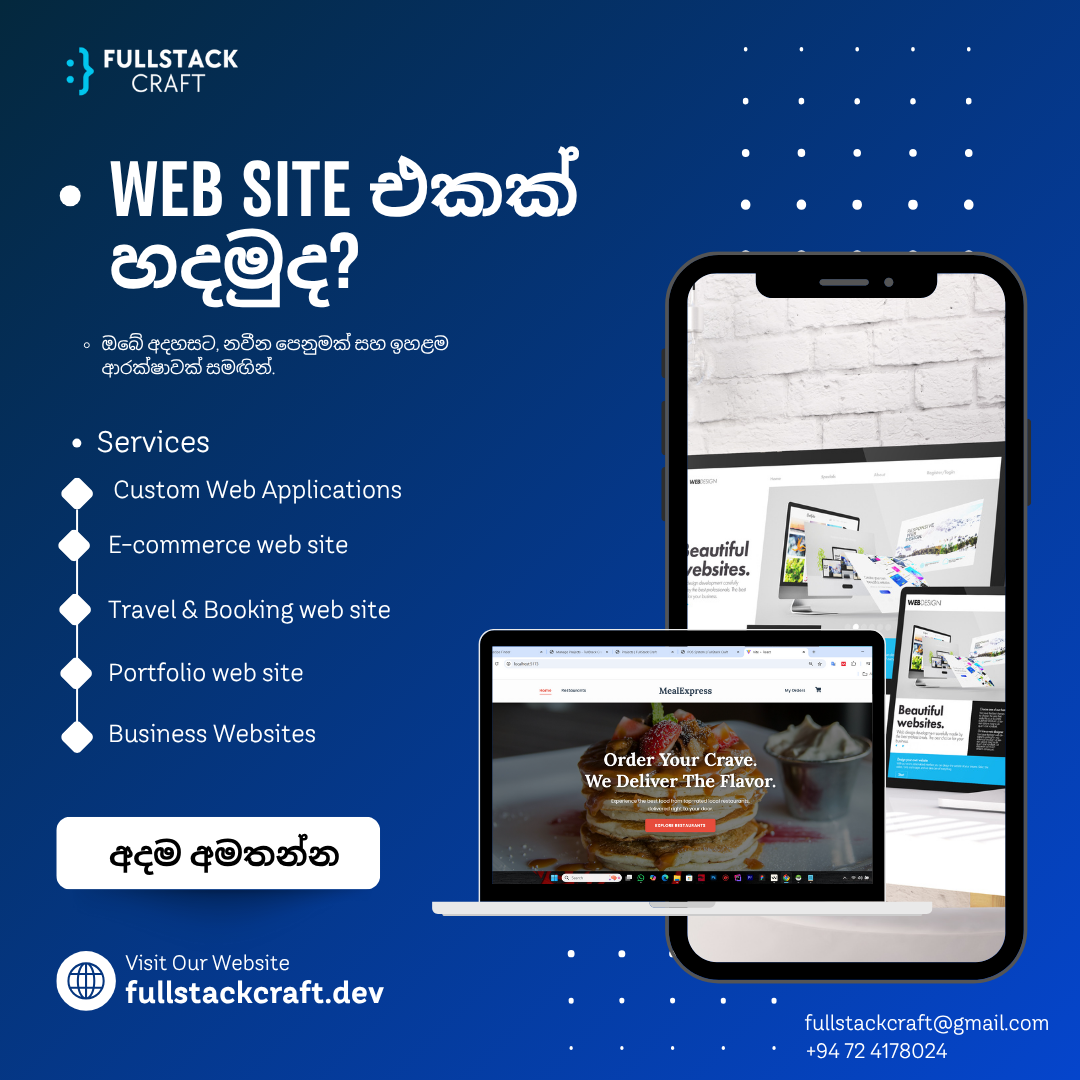 FULLSTACK
CRAFT
WEB SITE එකක්
හදමුද?
ඔබේ අදහසට, නවීන පෙනුමක් සහ ඉහළම
ආරක්ෂාවක් සමඟින්.
Services
Custom Web Applications
E-commerce web site
Travel & Booking web site
Portfolio web site
Business Websites
අදම අමතන්න
Visit Our Website
fullstackcraft.dev
WEBDESIGN
Beautiful
websites.
WEBDESIGN
Beautiful
websites.
localhost:5173
Home Restaurants MealExpress My Orders
Order Your Crave.
We Deliver The Flavor.
Experience the best food from top-rated local restaurants,
delivered right to your door.
EXPLORE RESTAURANTS
Search
fullstackcraft@gmail.com
+94 72 4178024